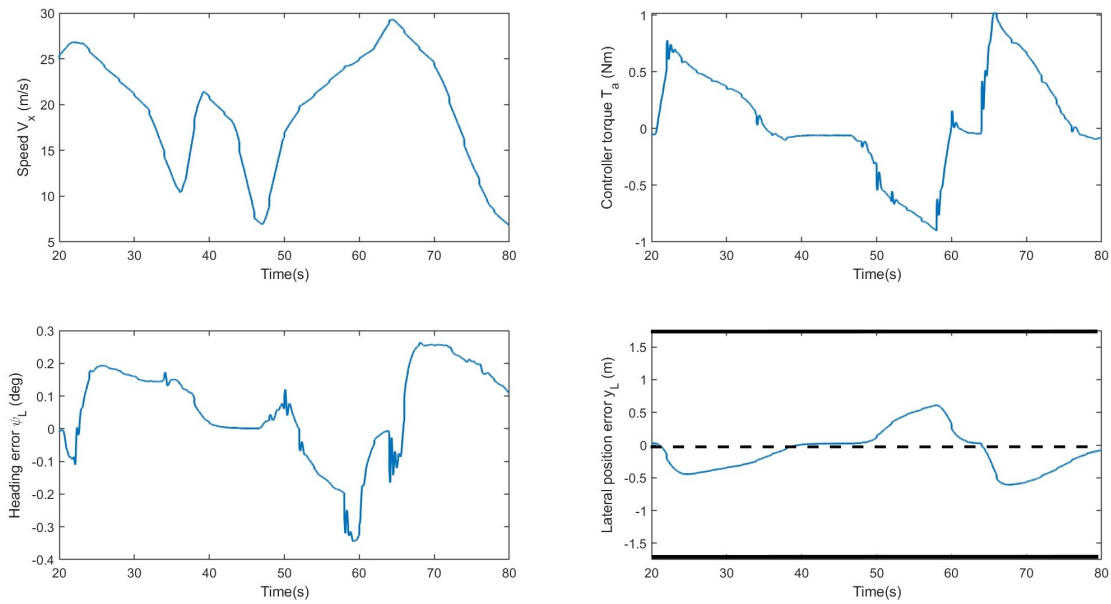 30
25
20
15
10
5
Speed V_x (m/s)
20 30 40 50 60 70 80
Time(s)
1
0.5
0
-0.5
-1
Controller torque T_a (Nm)
20 30 40 50 60 70 80
Time(s)
0.3
0.2
0.1
0
-0.1
-0.2
-0.3
-0.4
Heading error ψ_L (deg)
20 30 40 50 60 70 80
Time(s)
1.5
1
0.5
0
-0.5
-1
-1.5
Lateral position error y_L (m)
20 30 40 50 60 70 80
Time(s)